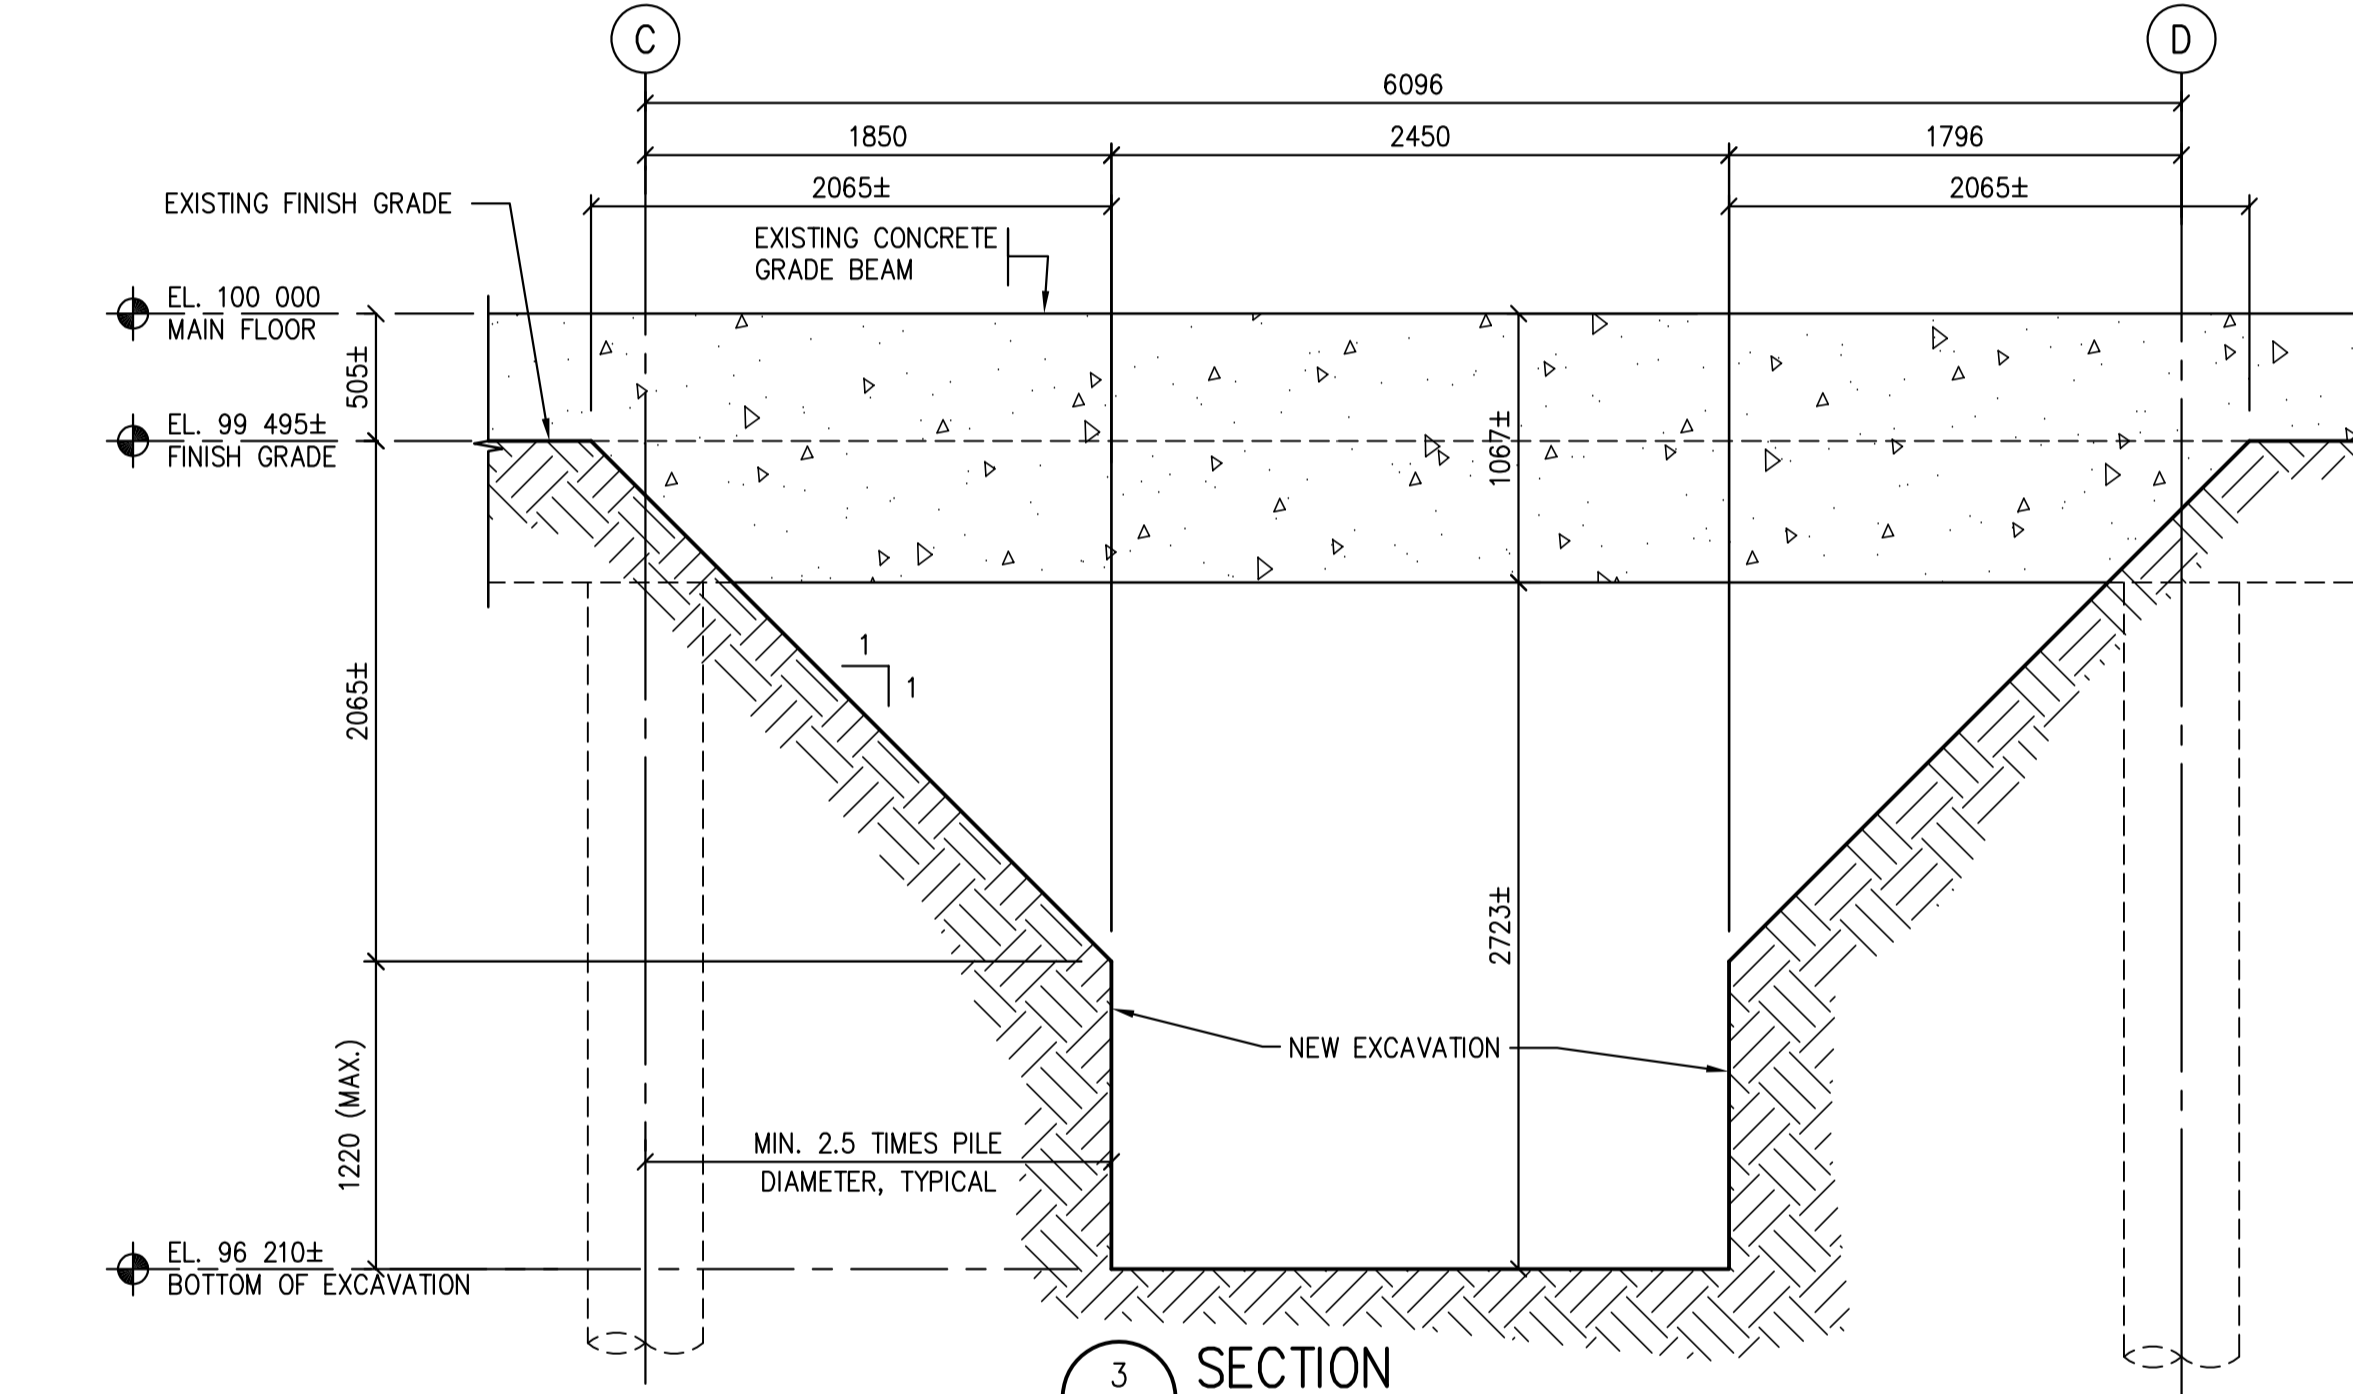 C
D
6096
1850
2450
1796
2065±
2065±
EXISTING FINISH GRADE
EXISTING CONCRETE
GRADE BEAM
EL. 100 000
MAIN FLOOR
505±
EL. 99 495±
FINISH GRADE
1067±
1
1
2065±
2723±
NEW EXCAVATION
1220 (MAX.)
MIN. 2.5 TIMES PILE
DIAMETER, TYPICAL
EL. 96 210±
BOTTOM OF EXCAVATION
3
SECTION